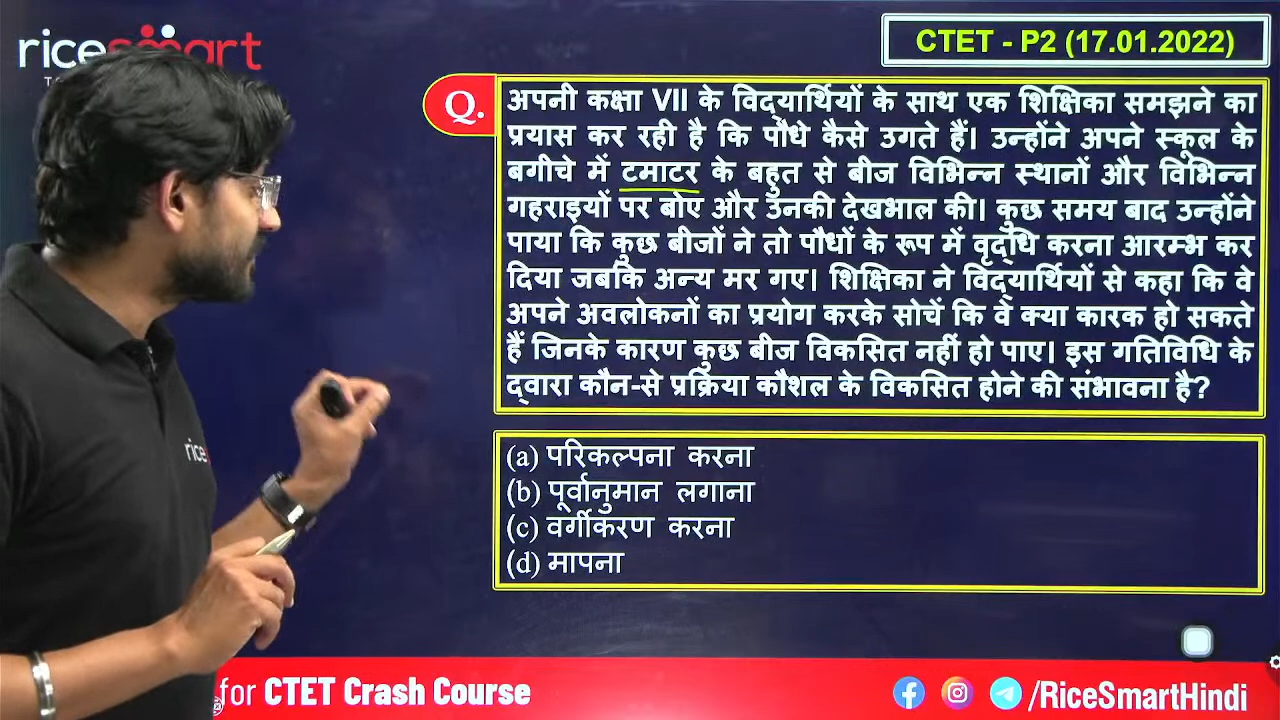 ricesmart
CTET - P2 (17.01.2022)
Q.
अपनी कक्षा VII के विद्यार्थियों के साथ एक शिक्षिका समझने का
प्रयास कर रही है कि पौधे कैसे उगते हैं। उन्होंने अपने स्कूल के
बगीचे में टमाटर के बहुत से बीज विभिन्न स्थानों और विभिन्न
गहराइयों पर बोए और उनकी देखभाल की। कुछ समय बाद उन्होंने
पाया कि कुछ बीजों ने तो पौधों के रूप में वृद्धि करना आरम्भ कर
दिया जबकि अन्य मर गए। शिक्षिका ने विद्यार्थियों से कहा कि वे
अपने अवलोकनों का प्रयोग करके सोचें कि वे क्या कारक हो सकते
हैं जिनके कारण कुछ बीज विकसित नहीं हो पाए। इस गतिविधि के
द्वारा कौन-से प्रक्रिया कौशल के विकसित होने की संभावना है?
(a) परिकल्पना करना
(b) पूर्वानुमान लगाना
(c) वर्गीकरण करना
(d) मापना
rice
for CTET Crash Course
/RiceSmartHindi